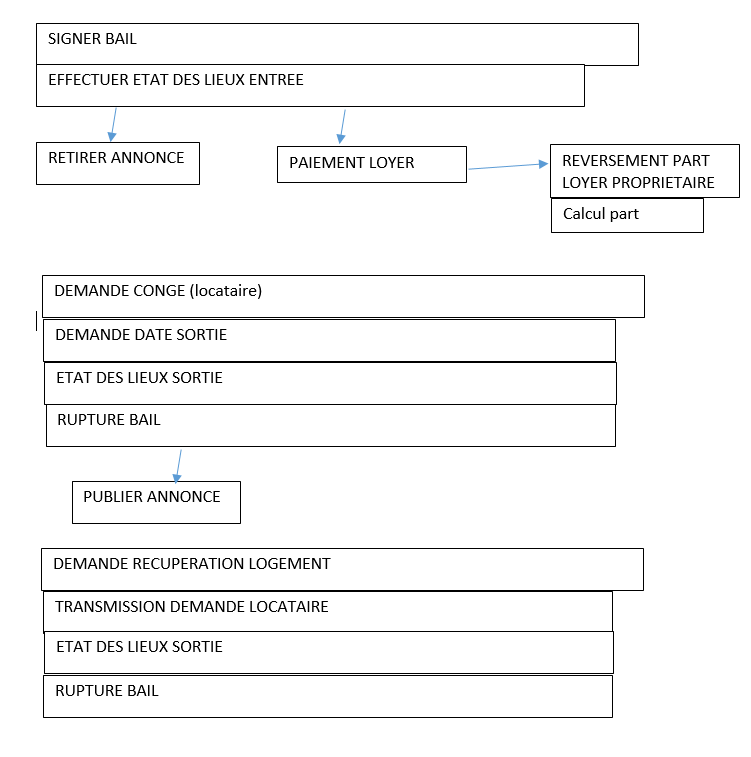 SIGNER BAIL
EFFECTUER ETAT DES LIEUX ENTREE
RETIRER ANNONCE
PAIEMENT LOYER
REVERSEMENT PART
LOYER PROPRIETAIRE
Calcul part
DEMANDE CONGE (locataire)
DEMANDE DATE SORTIE
ETAT DES LIEUX SORTIE
RUPTURE BAIL
PUBLIER ANNONCE
DEMANDE RECUPERATION LOGEMENT
TRANSMISSION DEMANDE LOCATAIRE
ETAT DES LIEUX SORTIE
RUPTURE BAIL